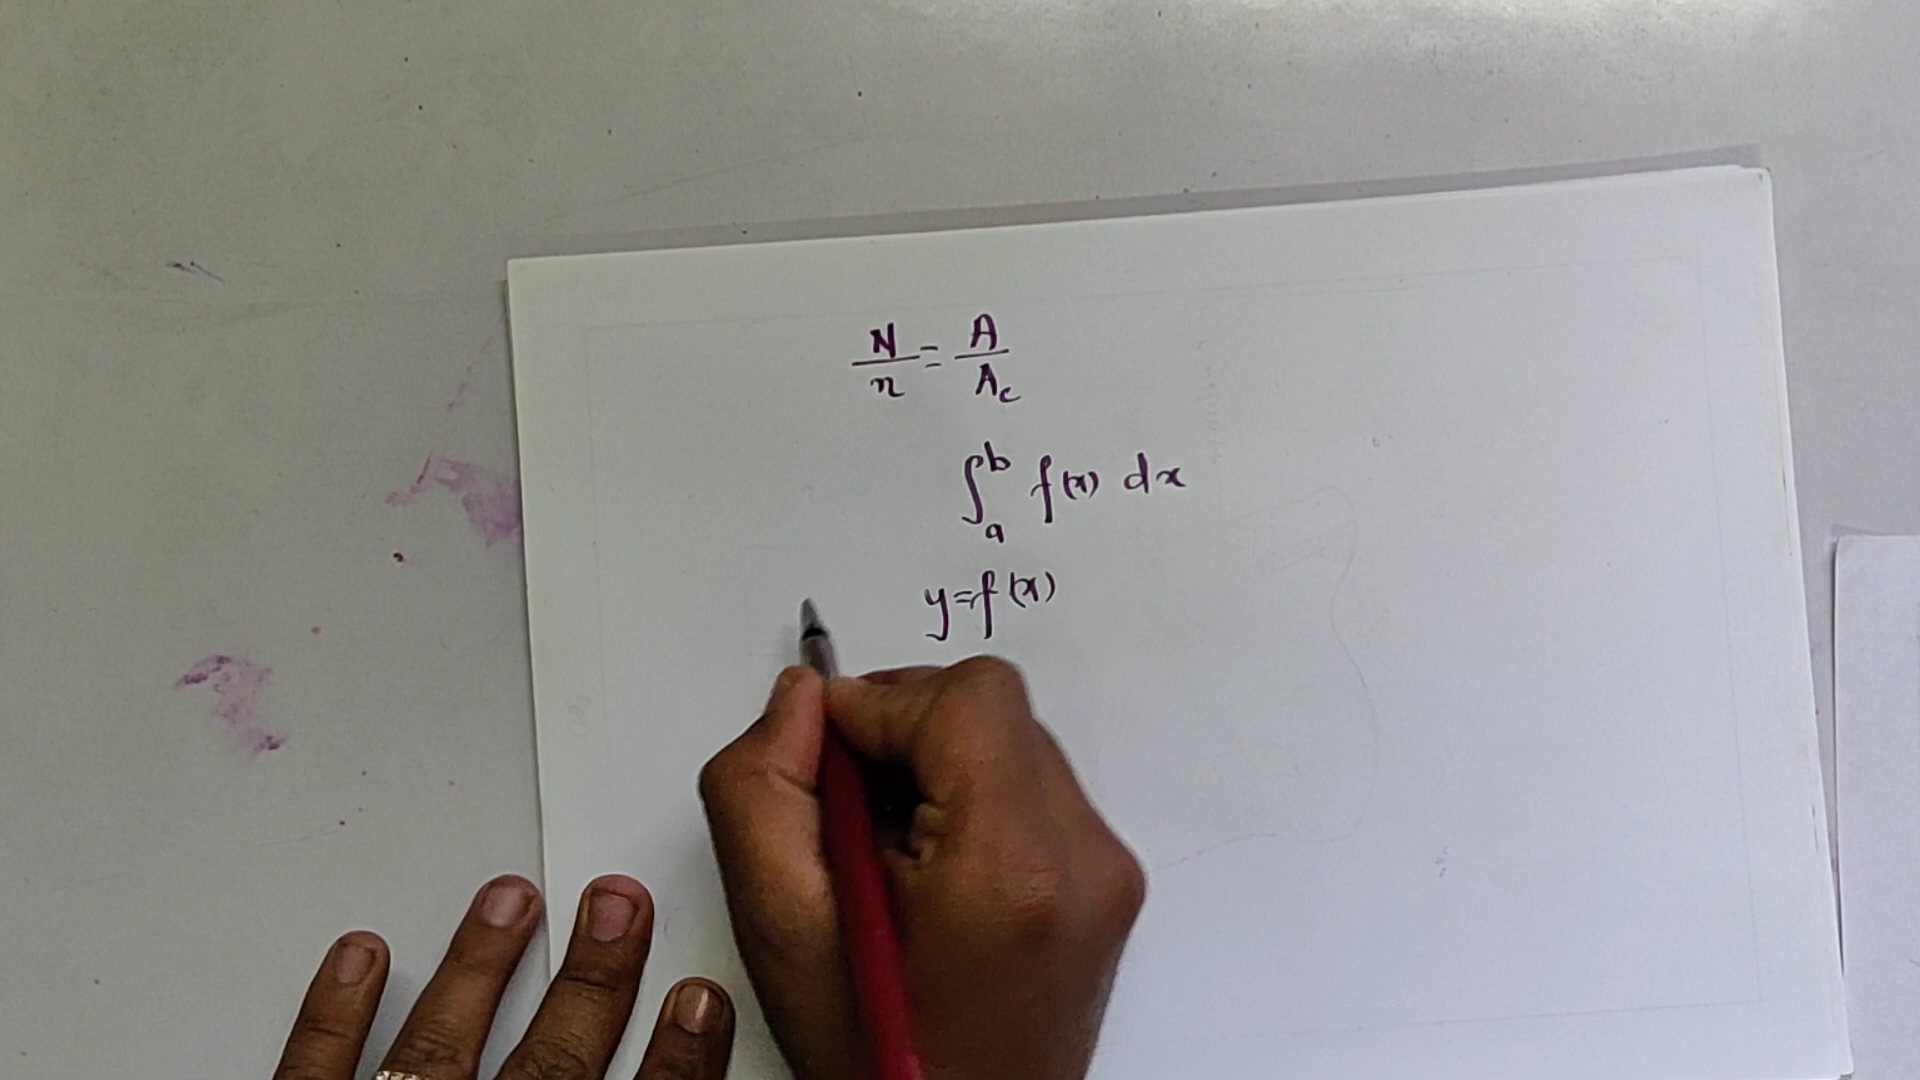 N/n = A/A_c
∫_a^b f(x) dx
y=f(x)